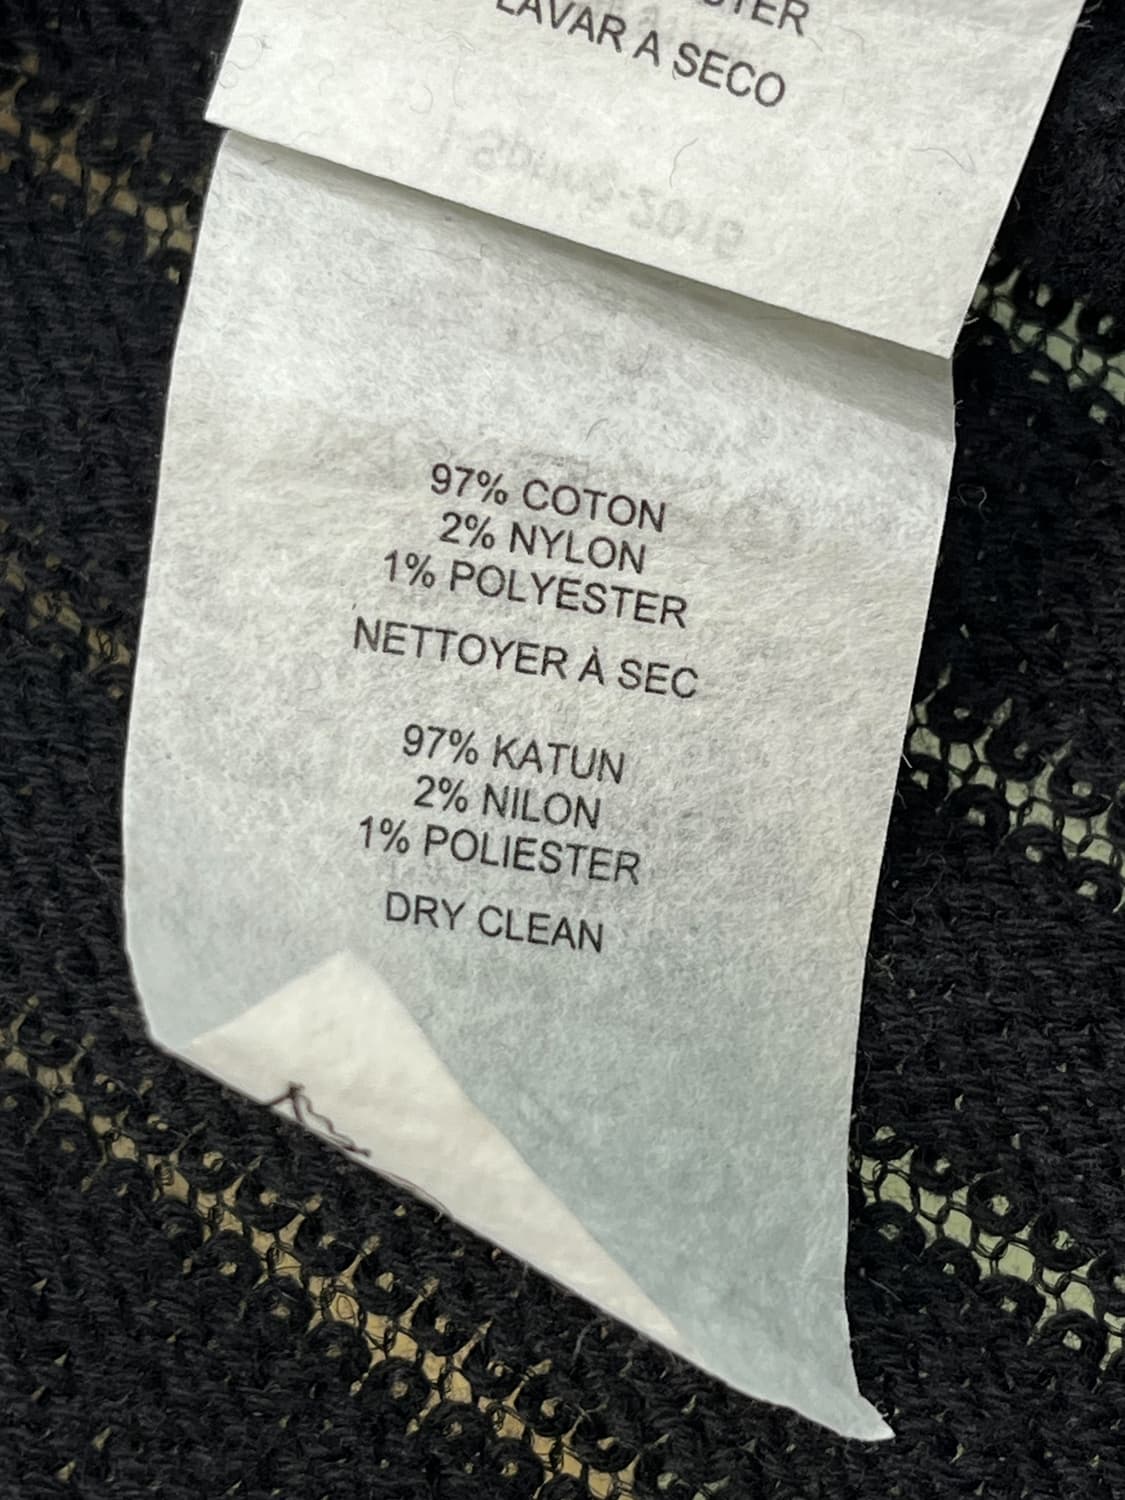 LAVAR A SECO
97% COTON
2% NYLON
1% POLYESTER
NETTOYER À SEC
97% KATUN
2% NILON
1% POLIESTER
DRY CLEAN